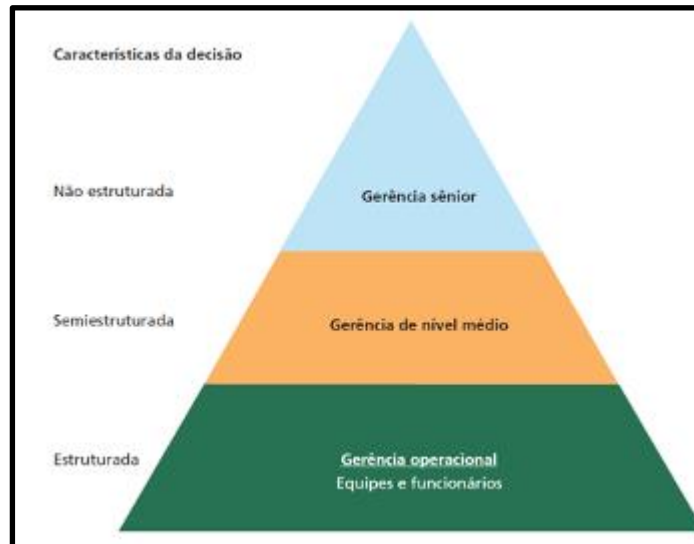 Características da decisão
Não estruturada
Gerência sênior
Semiestruturada
Gerência de nível médio
Estruturada
Gerência operacional
Equipes e funcionários